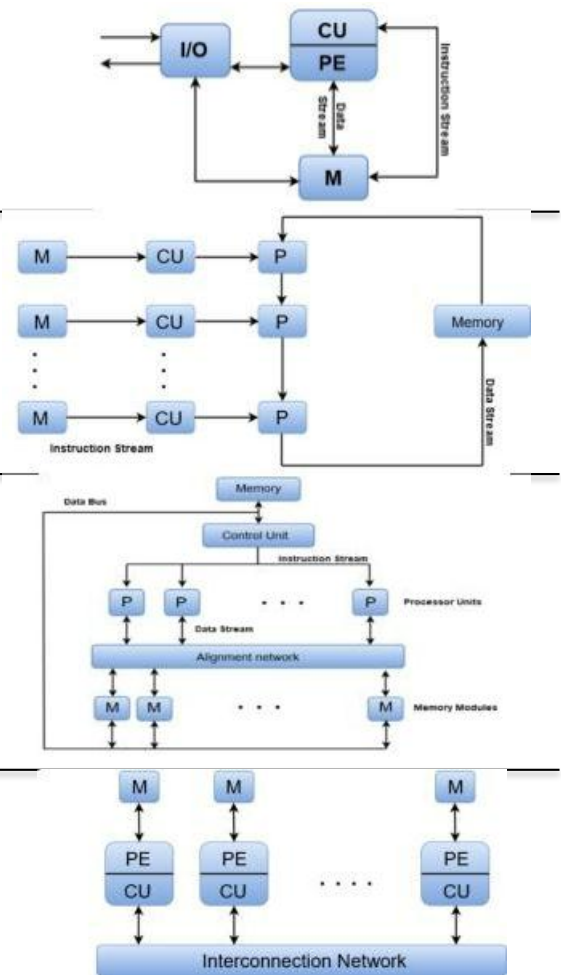 I/O
CU
PE
Data Stream
Instruction Stream
M
M CU P
M CU P
Memory
M CU P
Data Stream
Instruction Stream
Memory
Data Bus
Control Unit
Instruction Stream
P P P Processor Units
Data Stream
Alignment network
M M M Memory Modules
M M M
PE PE PE
CU CU CU
Interconnection Network